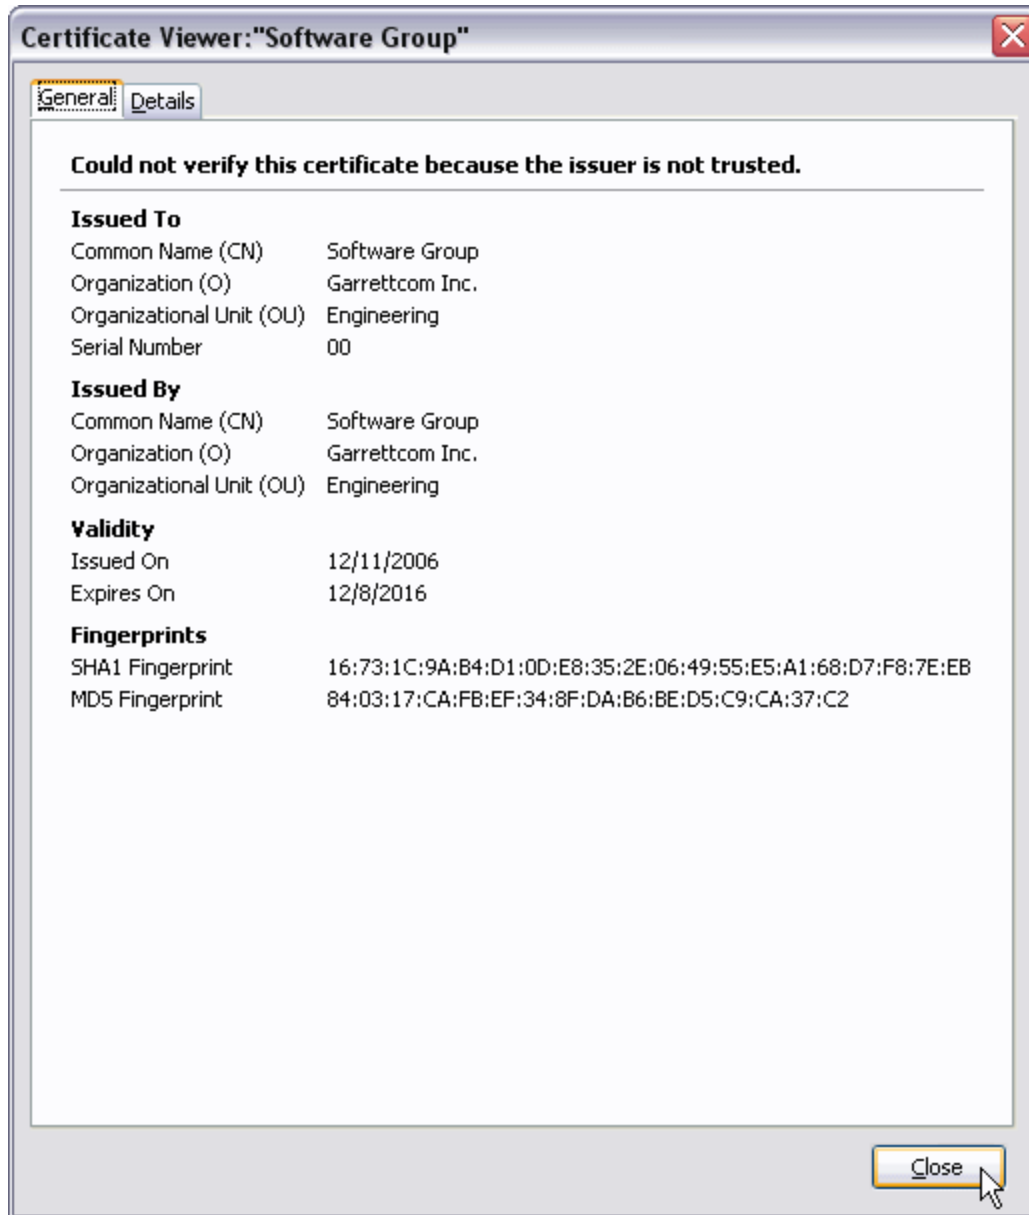 Certificate Viewer:"Software Group"
General Details
Could not verify this certificate because the issuer is not trusted.
Issued To
Common Name (CN) Software Group
Organization (O) Garrettcom Inc.
Organizational Unit (OU) Engineering
Serial Number 00
Issued By
Common Name (CN) Software Group
Organization (O) Garrettcom Inc.
Organizational Unit (OU) Engineering
Validity
Issued On 12/11/2006
Expires On 12/8/2016
Fingerprints
SHA1 Fingerprint 16:73:1C:9A:B4:D1:0D:E8:35:2E:06:49:55:E5:A1:68:D7:F8:7E:EB
MD5 Fingerprint 84:03:17:CA:FB:EF:34:8F:DA:B6:BE:D5:C9:CA:37:C2
Close